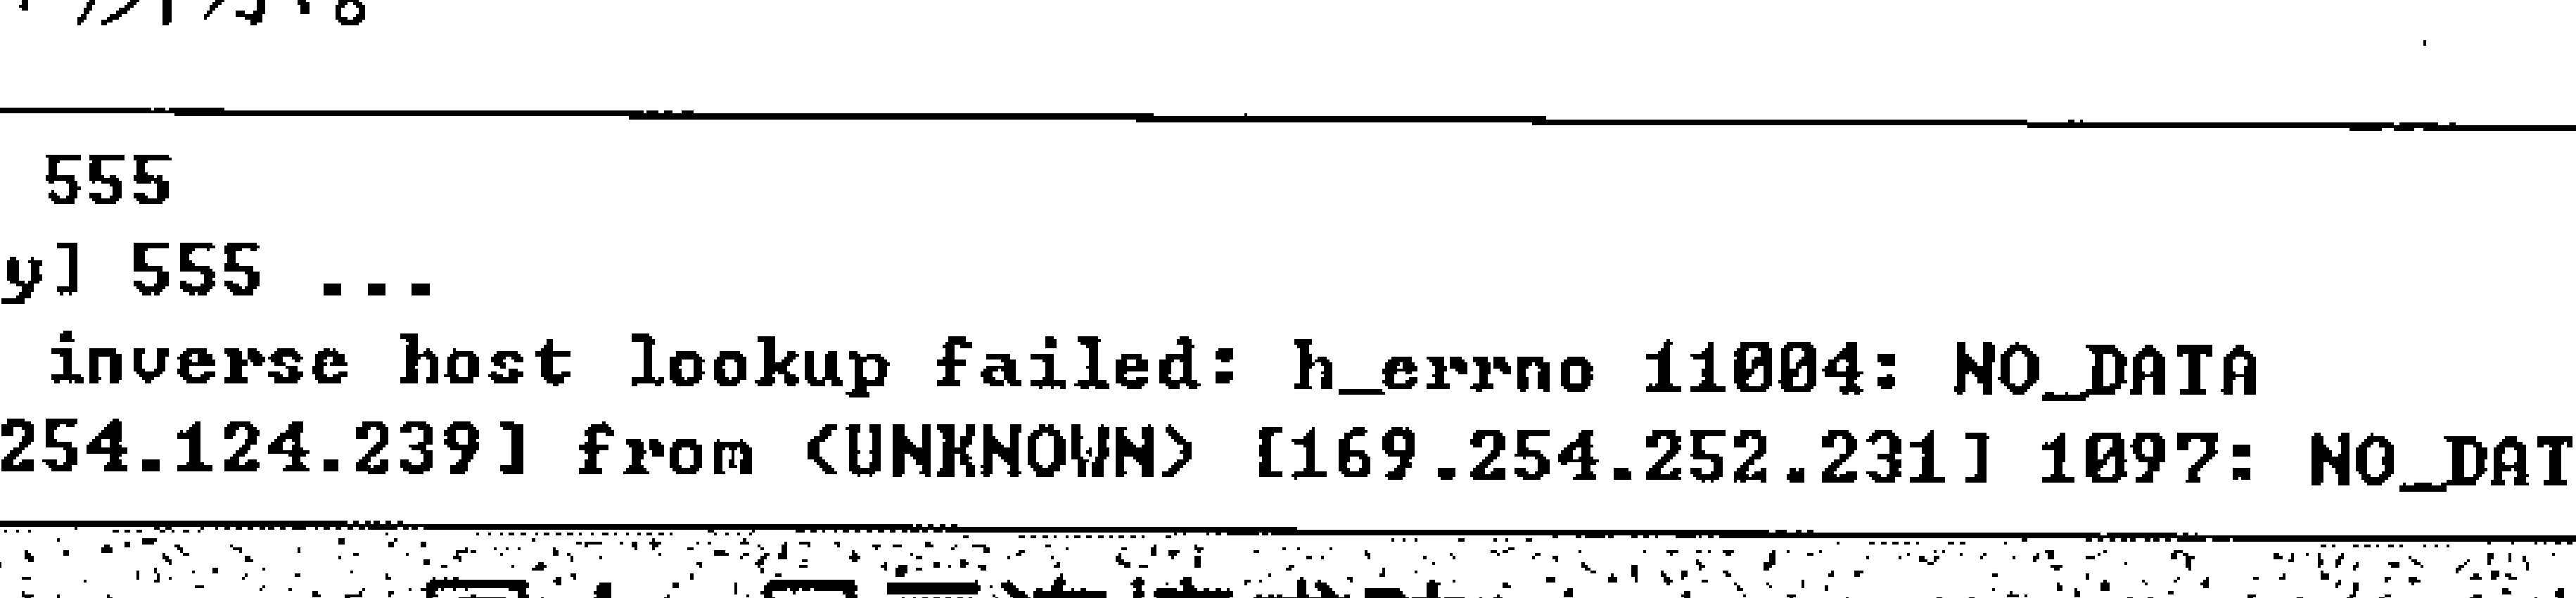 555
y] 555 ...
inverse host lookup failed: h_errno 11004: NO_DATA
254.124.239] from (UNKNOWN) [169.254.252.231] 1097: NO_DAT